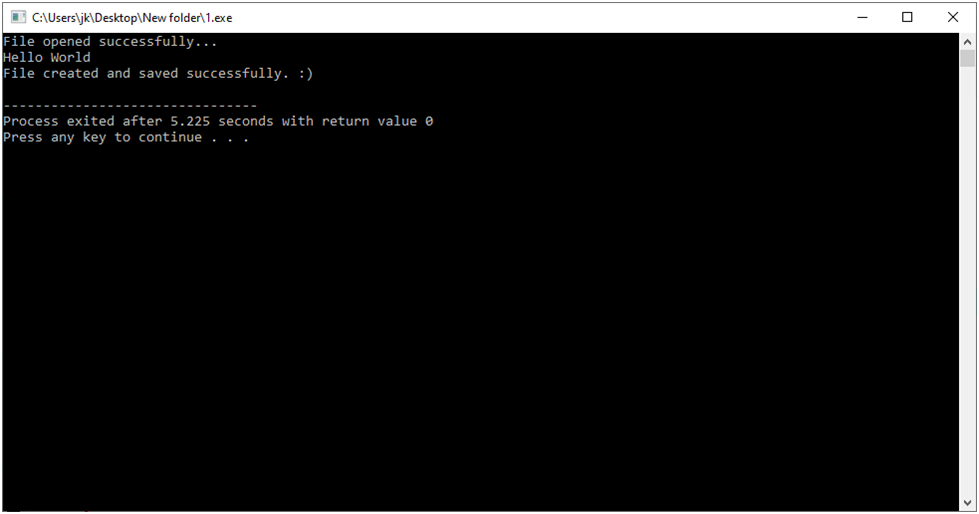 C:\Users\jk\Desktop\New folder\1.exe
File opened successfully...
Hello World
File created and saved successfully. :)
--------------------------------
Process exited after 5.225 seconds with return value 0
Press any key to continue . . .